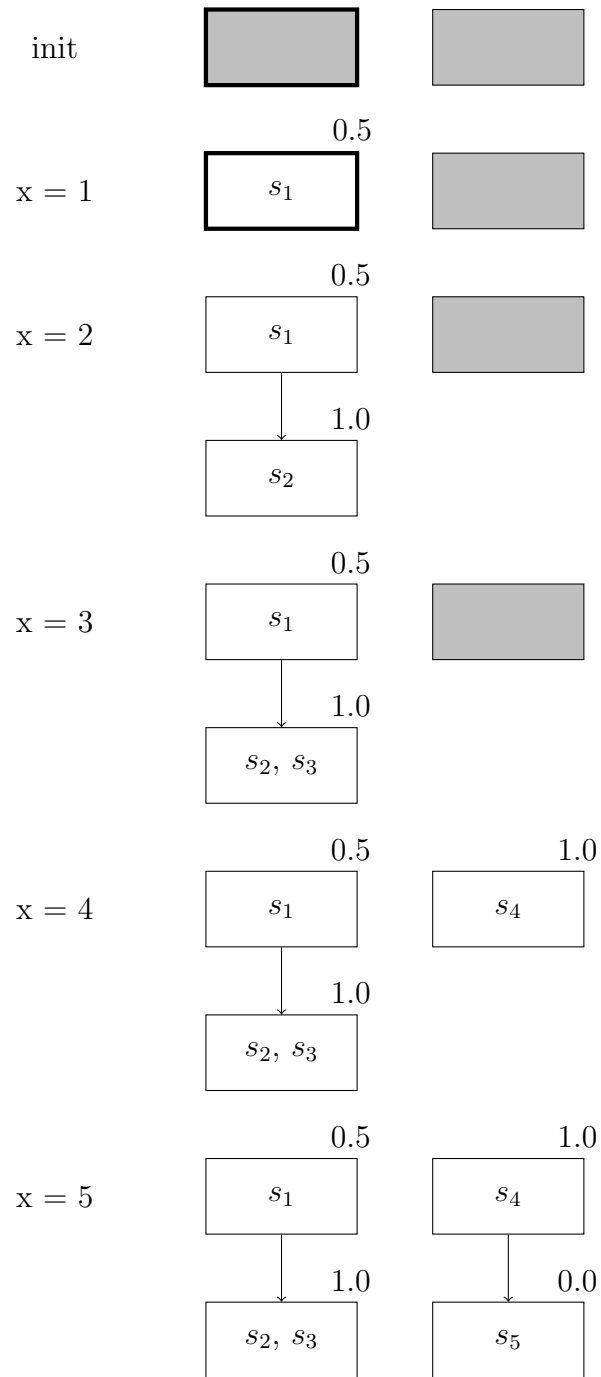 init
0.5
x = 1 s₁
0.5
x = 2 s₁
1.0
s₂
0.5
x = 3 s₁
1.0
s₂, s₃
0.5 1.0
x = 4 s₁ s₄
1.0
s₂, s₃
0.5 1.0
x = 5 s₁ s₄
1.0 0.0
s₂, s₃ s₅